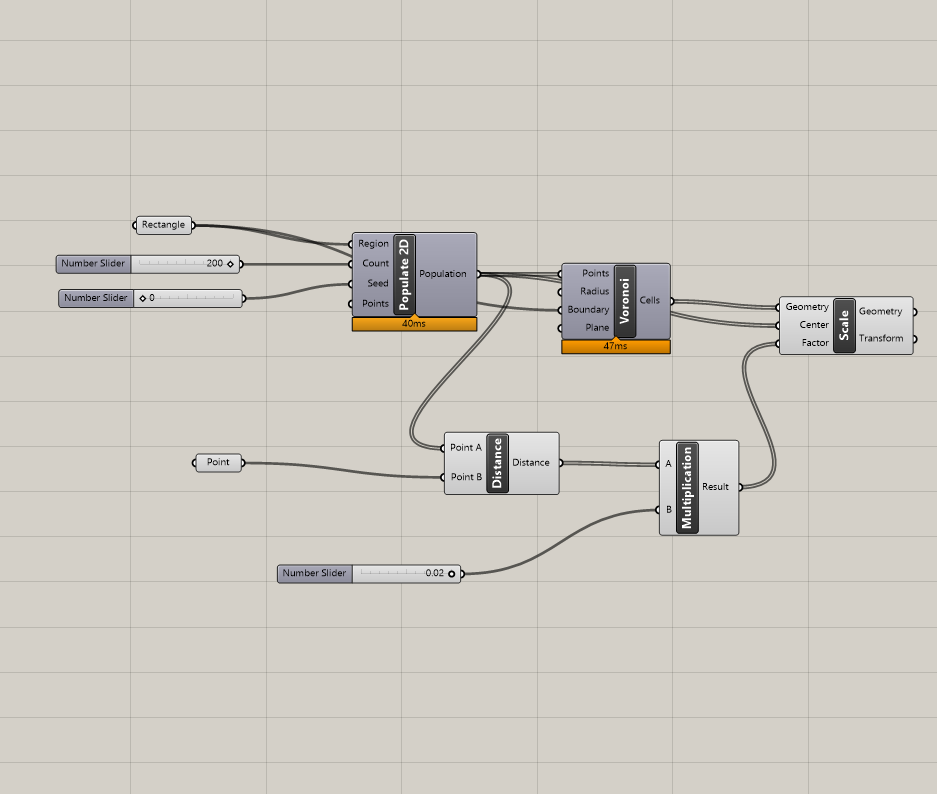 Rectangle
Number Slider 200
Number Slider 0
Region
Count
Seed
Points
Populate 2D
Population
40ms
Points
Radius
Boundary
Plane
Voronoi
Cells
47ms
Geometry
Center
Factor
Scale
Geometry
Transform
Point
Point A
Point B
Distance
Distance
A
B
Multiplication
Result
Number Slider 0.02